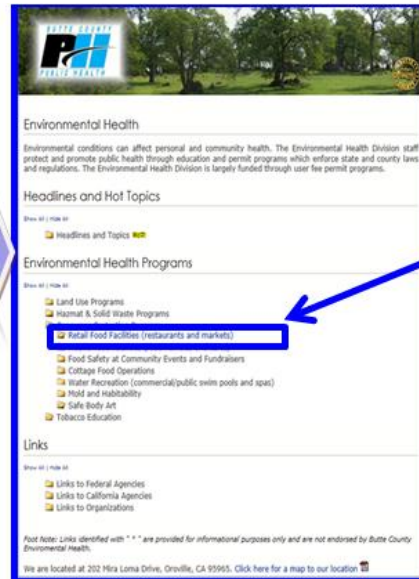 BUTTE COUNTY
PUBLIC HEALTH
Environmental Health
Environmental conditions can affect personal and community health. The Environmental Health Division staff
protect and promote public health through education and permit programs which enforce state and county laws
and regulations. The Environmental Health Division is largely funded through user fee permit programs.
Headlines and Hot Topics
Show All | Hide All
Headlines and Topics
Environmental Health Programs
Show All | Hide All
Land Use Programs
Hazmat & Solid Waste Programs
Retail Food Facilities (restaurants and markets)
Food Safety at Community Events and Fundraisers
Cottage Food Operations
Water Recreation (commercial/public swim pools and spas)
Mold and Habitability
Safe Body Art
Tobacco Education
Links
Show All | Hide All
Links to Federal Agencies
Links to California Agencies
Links to Organizations
Foot Note: Links identified with " * " are provided for informational purposes only and are not endorsed by Butte County
Enviromental Health.
We are located at 202 Mira Loma Drive, Oroville, CA 95965. Click here for a map to our location